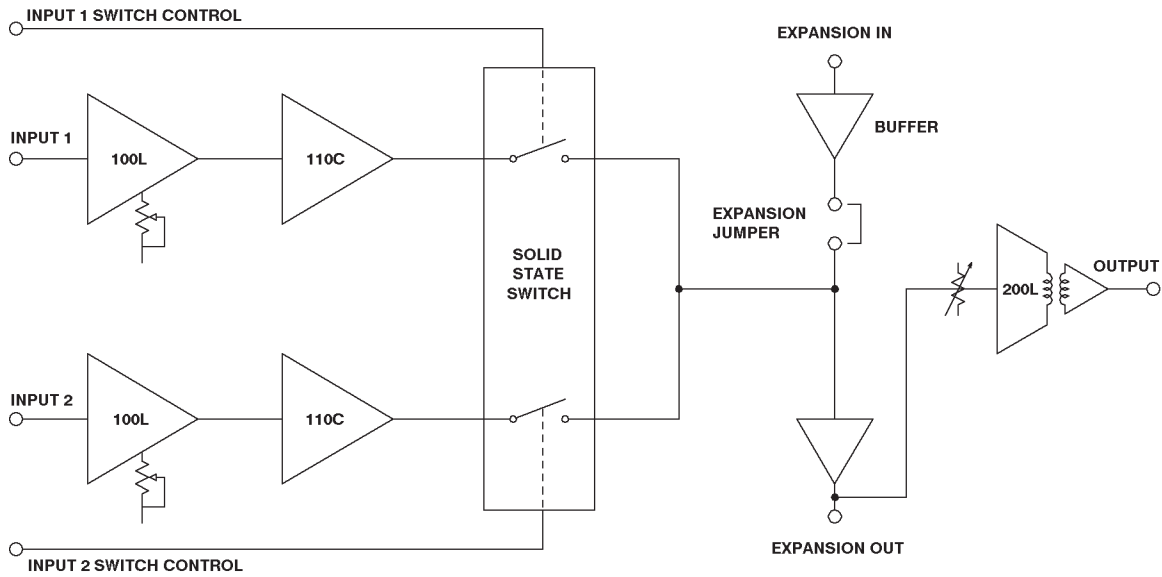 INPUT 1 SWITCH CONTROL
EXPANSION IN
INPUT 1
100L
110C
BUFFER
EXPANSION
JUMPER
SOLID
STATE
SWITCH
200L
OUTPUT
INPUT 2
100L
110C
EXPANSION OUT
INPUT 2 SWITCH CONTROL